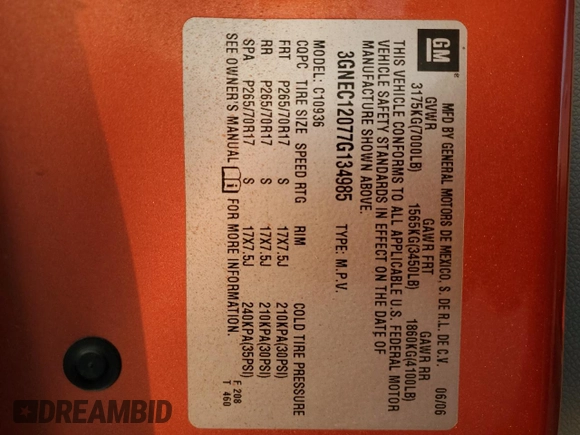 GM
MFD BY GENERAL MOTORS DE MEXICO, S. DE R.L. DE C.V. 06/06
GVWR GAWR FRT GAWR RR
3175KG(7000LB) 1565KG(3450LB) 1860KG(4100LB)
THIS VEHICLE CONFORMS TO ALL APPLICABLE U.S. FEDERAL MOTOR
VEHICLE SAFETY STANDARDS IN EFFECT ON THE DATE OF
MANUFACTURE SHOWN ABOVE.
3GNEC12077G134985 TYPE: M.P.V.
MODEL: C10936
CQPC TIRE SIZE SPEED RTG RIM COLD TIRE PRESSURE
FRT P265/70R17 S 17X7.5J 210KPA(30PSI)
RR P265/70R17 S 17X7.5J 210KPA(30PSI)
SPA P265/70R17 S 17X7.5J 240KPA(35PSI)
SEE OWNER'S MANUAL FOR MORE INFORMATION.
F 208
T 460
DREAMBID